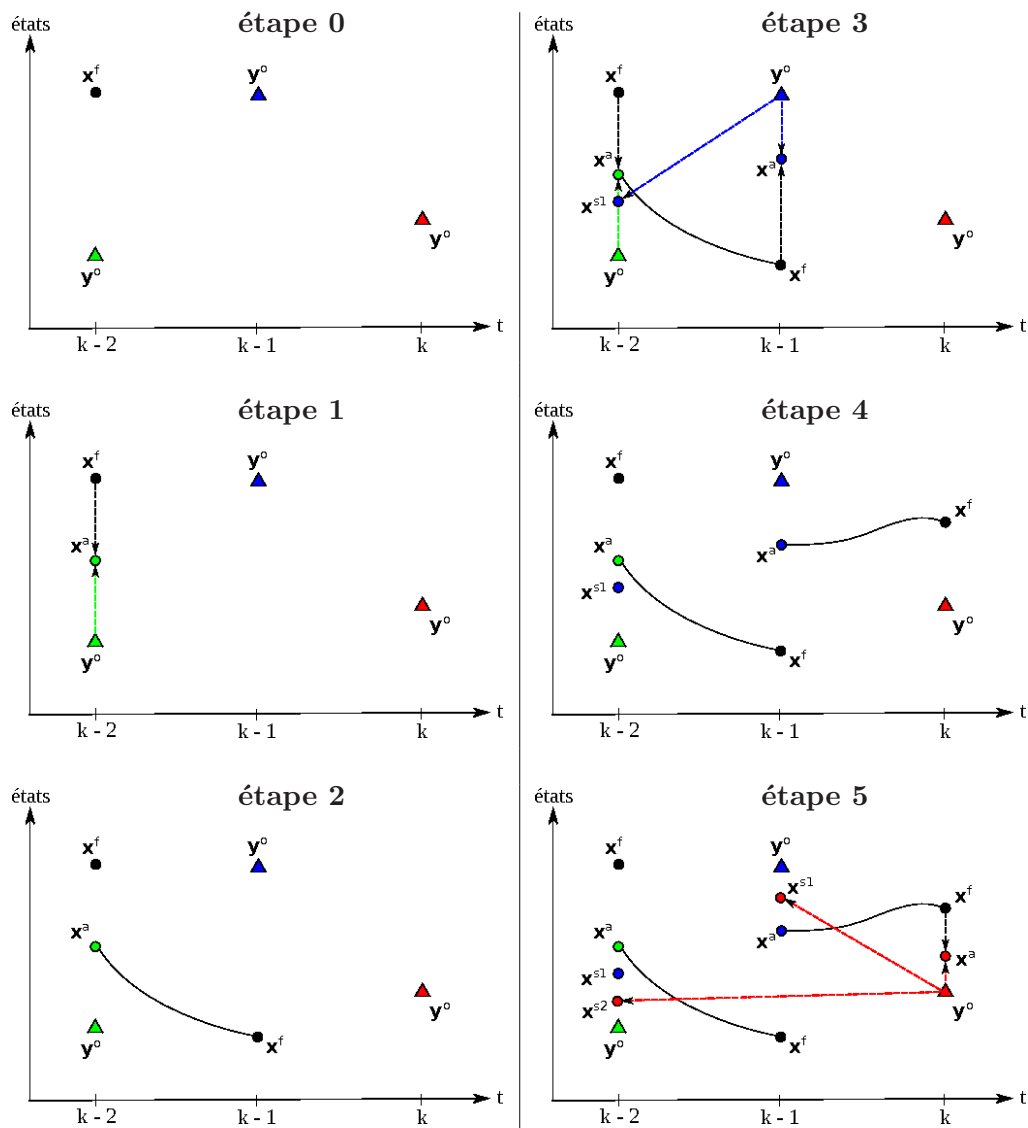 étape 0
états
x^f
y^o
y^o
y^o
t
k - 2
k - 1
k
étape 1
états
x^f
y^o
x^a
y^o
y^o
t
k - 2
k - 1
k
étape 2
états
x^f
y^o
x^a
y^o
y^o
x^f
t
k - 2
k - 1
k
étape 3
états
x^f
y^o
x^a
x^a
x^s1
y^o
y^o
x^f
t
k - 2
k - 1
k
étape 4
états
x^f
y^o
x^f
x^a
x^a
x^s1
y^o
y^o
x^f
t
k - 2
k - 1
k
étape 5
états
x^f
y^o
x^s1
x^f
x^a
x^a
x^a
x^s1
x^s2
y^o
y^o
x^f
t
k - 2
k - 1
k